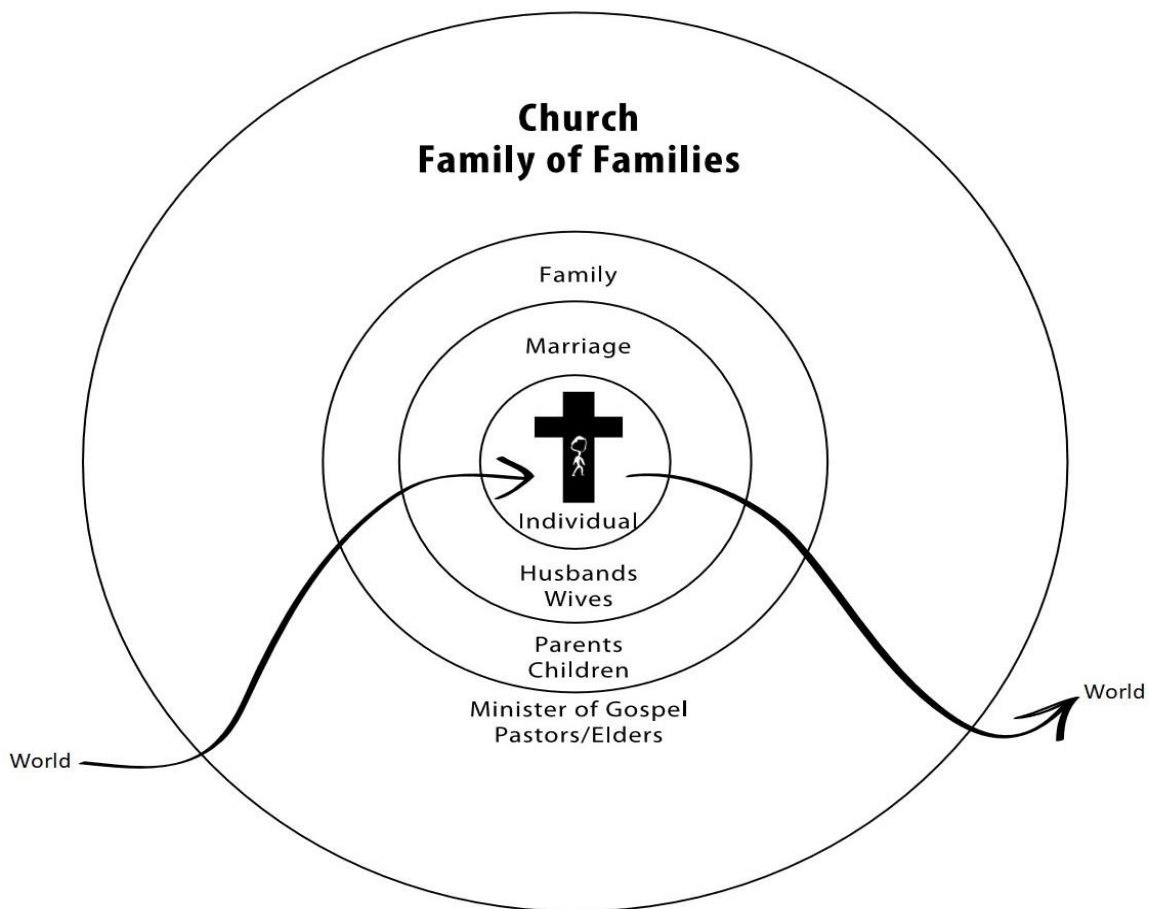 Church
Family of Families
Family
Marriage
Individual
Husbands
Wives
Parents
Children
Minister of Gospel
Pastors/Elders
World
World